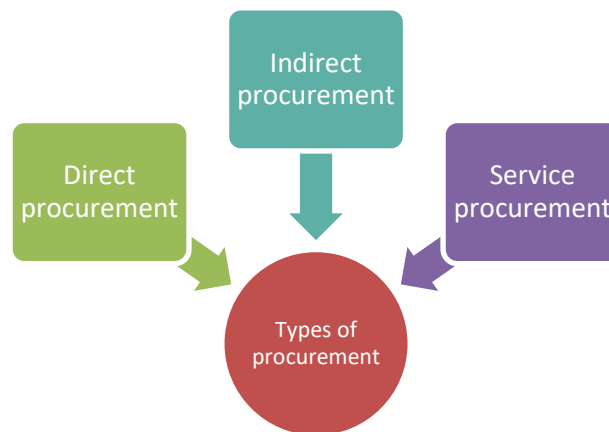 Indirect
procurement
Direct
procurement
Service
procurement
Types of
procurement